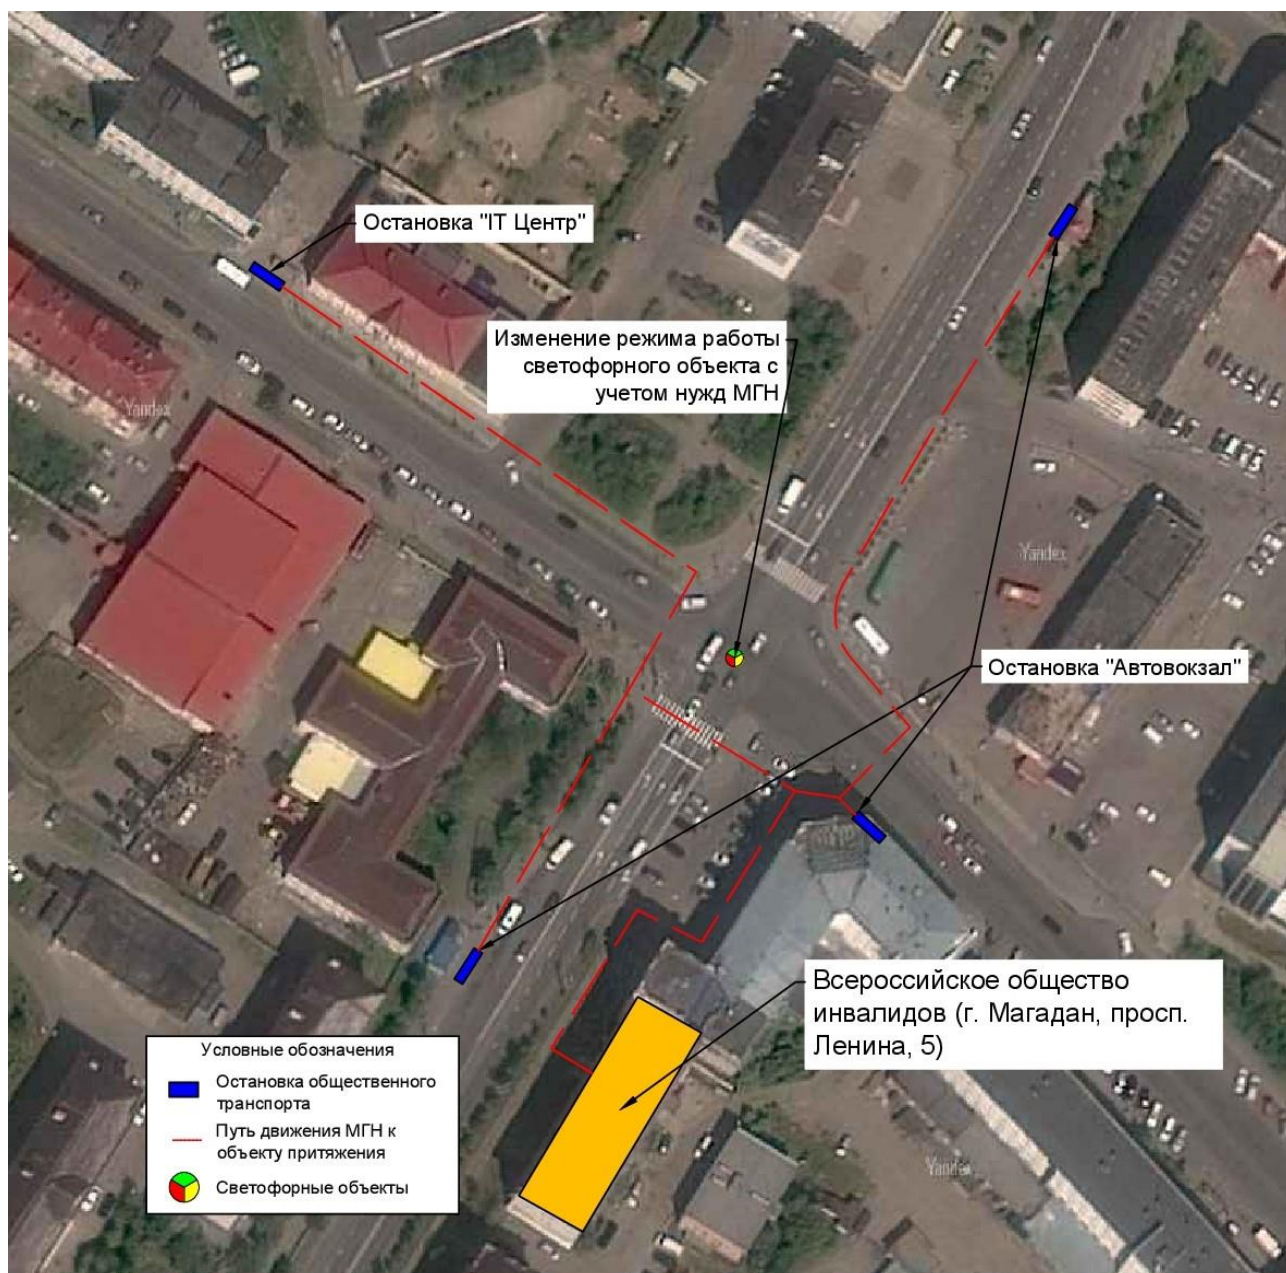 Остановка "IT Центр"
Изменение режима работы
светофорного объекта с
учетом нужд МГН
Yandex
Yandex
Остановка "Автовокзал"
Всероссийское общество
инвалидов (г. Магадан, просп.
Ленина, 5)
Условные обозначения
Остановка общественного
транспорта
Путь движения МГН к
объекту притяжения
Светофорные объекты
Yandex